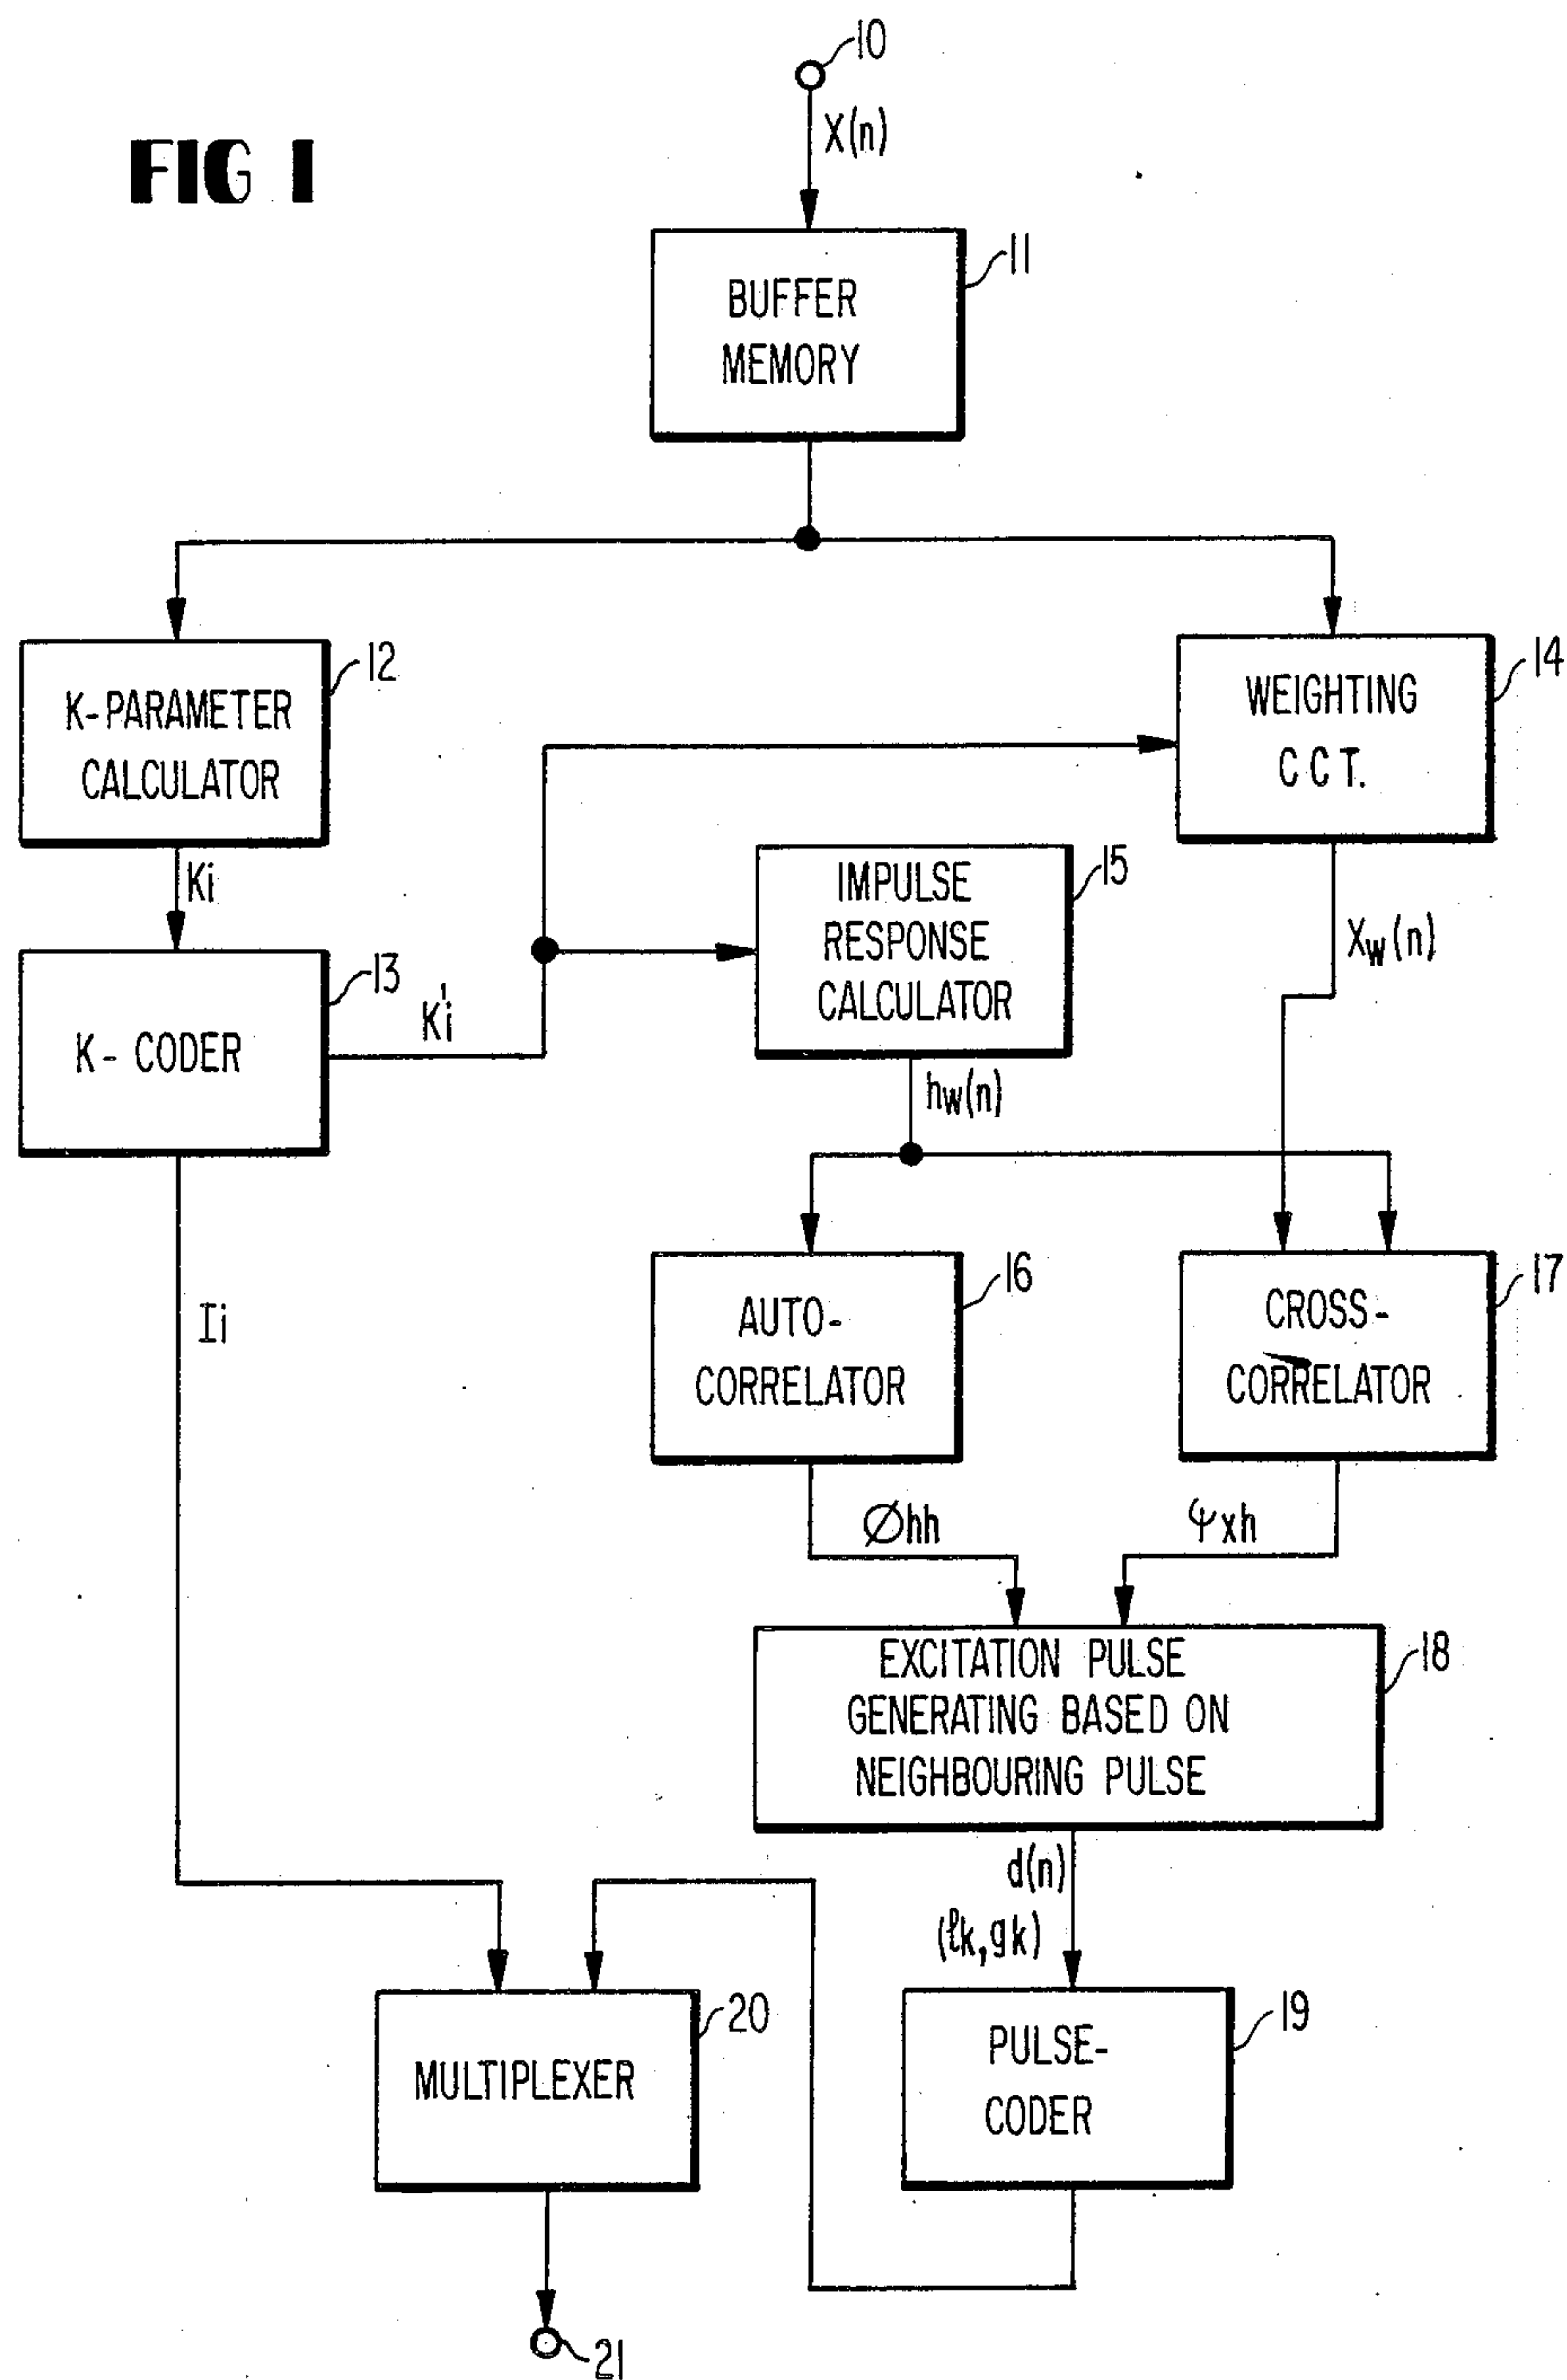 FIG 1
10
X(n)
11
BUFFER
MEMORY
12
K-PARAMETER
CALCULATOR
14
WEIGHTING
CCT.
Ki
15
IMPULSE
RESPONSE
CALCULATOR
Xw(n)
13
K-CODER
K'i
hw(n)
Ii
16
AUTO-
CORRELATOR
17
CROSS-
CORRELATOR
Øhh
Ψxh
18
EXCITATION PULSE
GENERATING BASED ON
NEIGHBOURING PULSE
d(n)
(ℓk,gk)
20
MULTIPLEXER
19
PULSE-
CODER
21